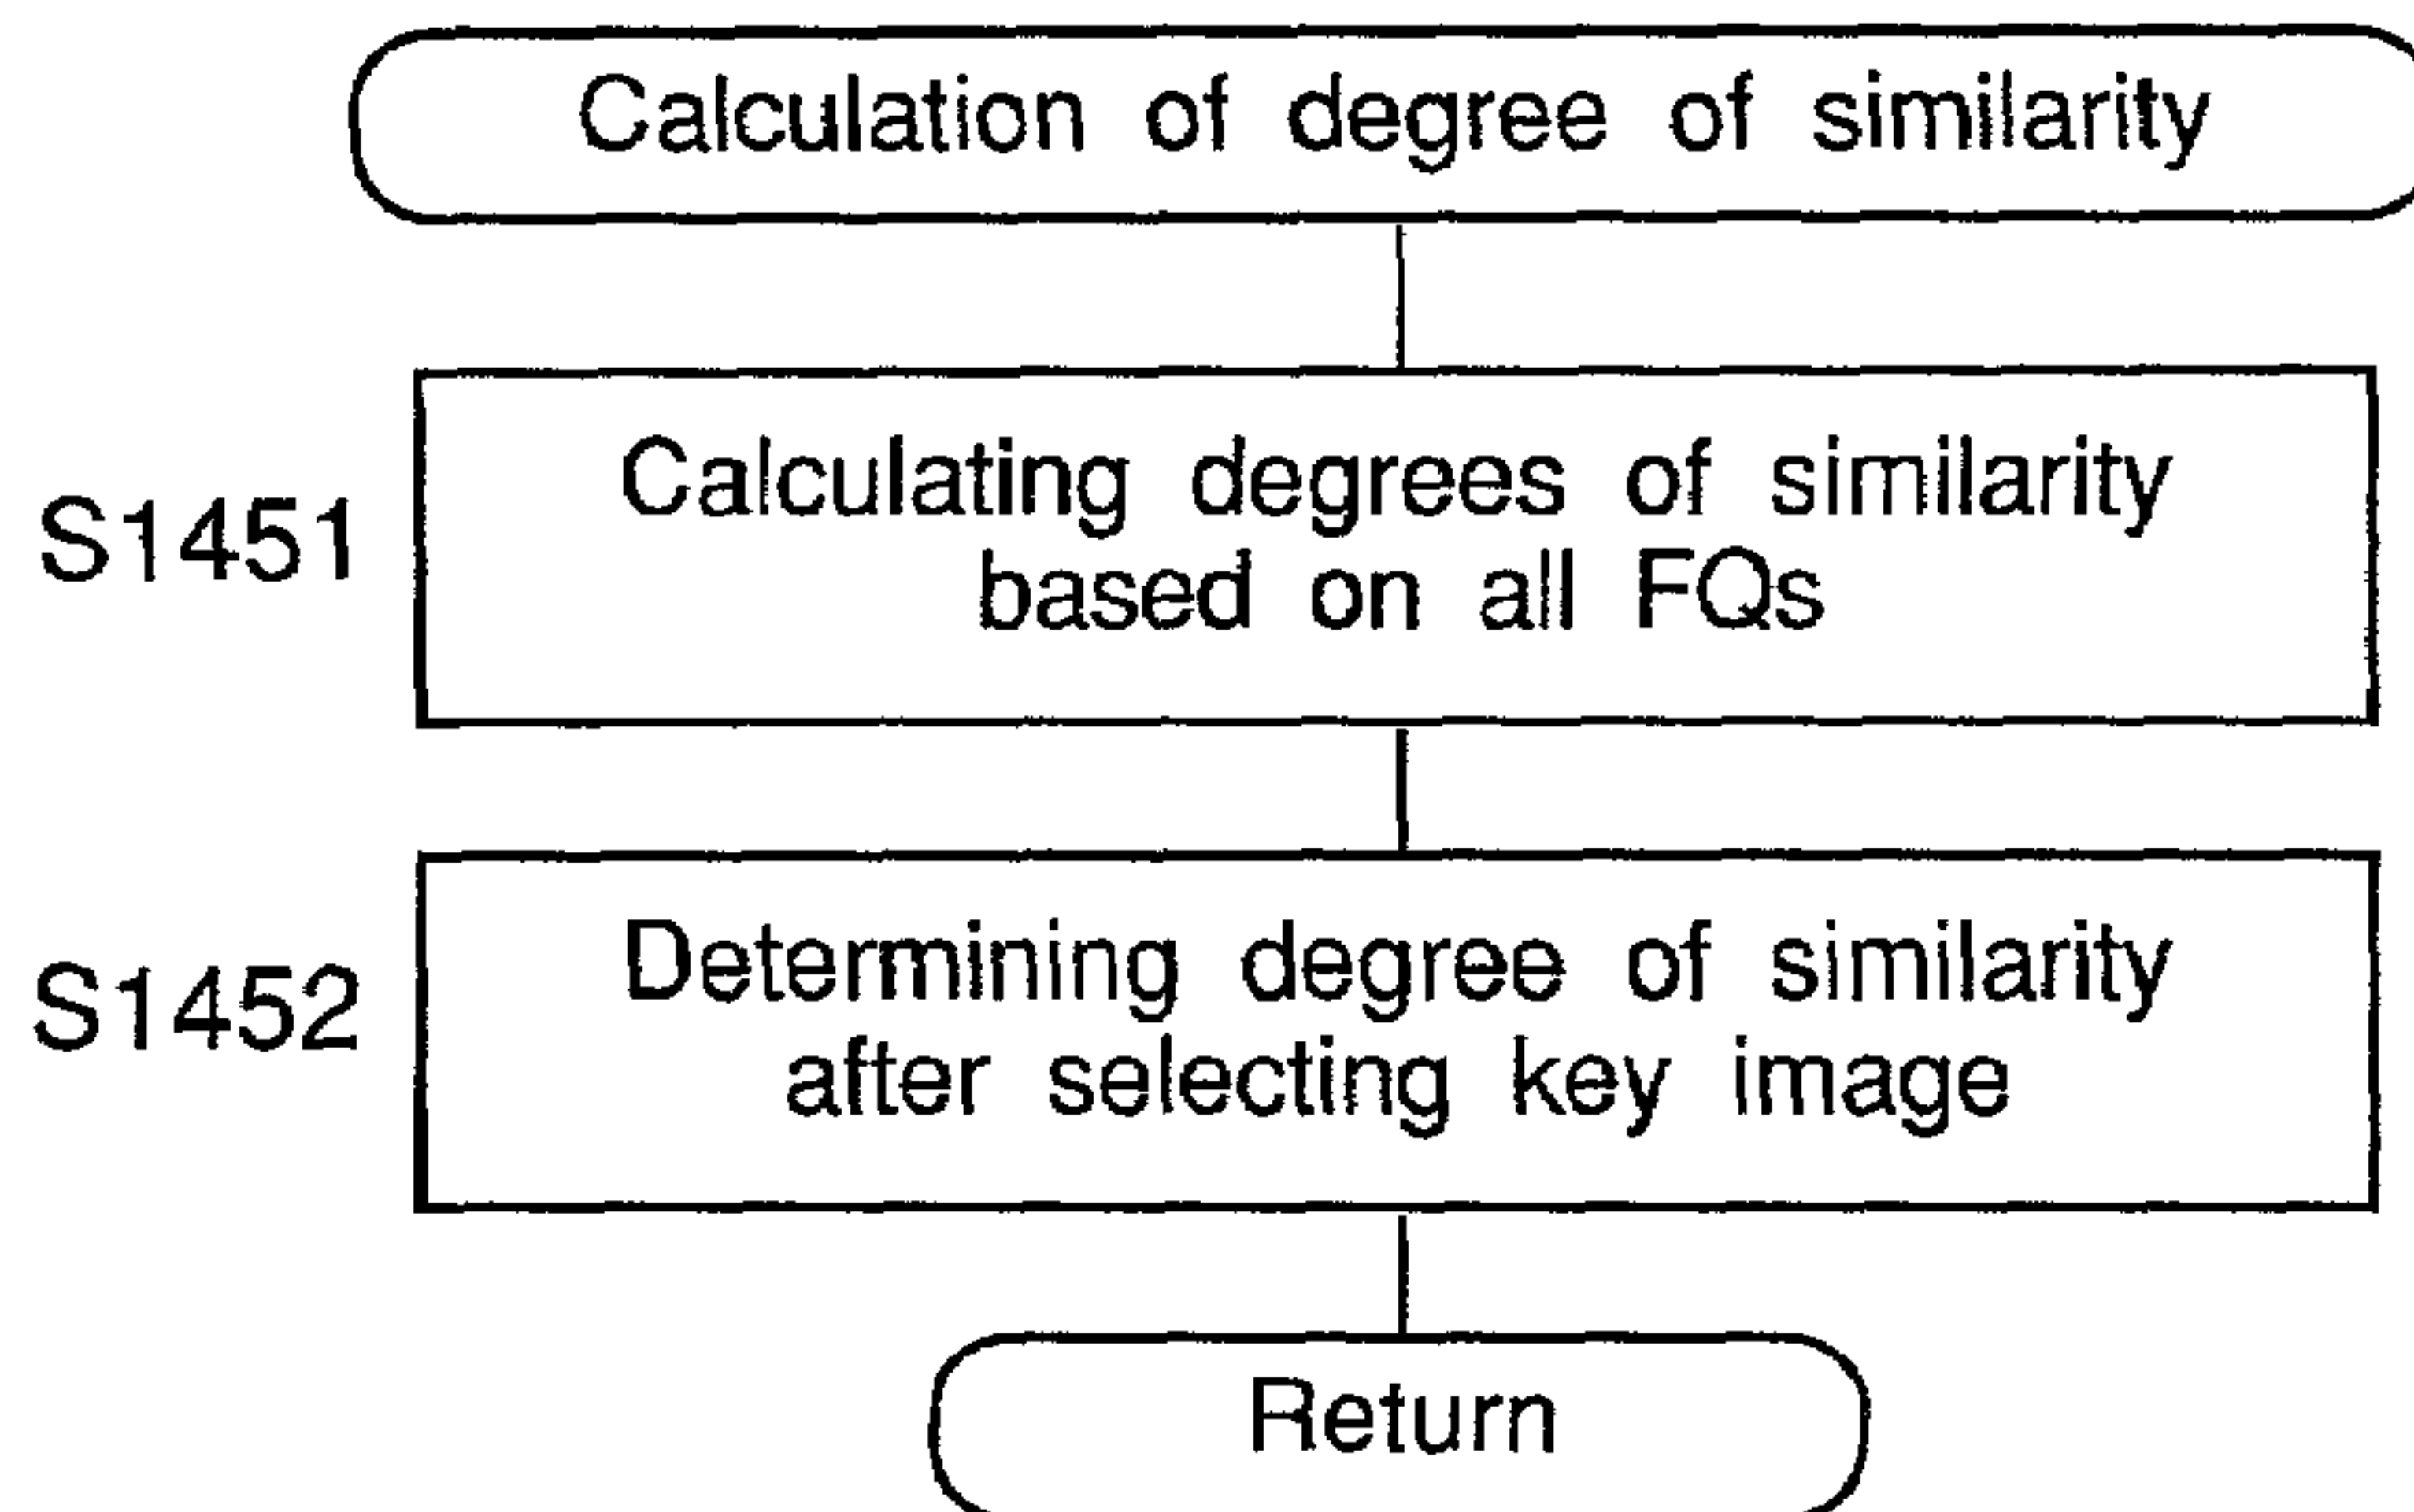 Calculation of degree of similarity
S1451
Calculating degrees of similarity
based on all FQs
S1452
Determining degree of similarity
after selecting key image
Return